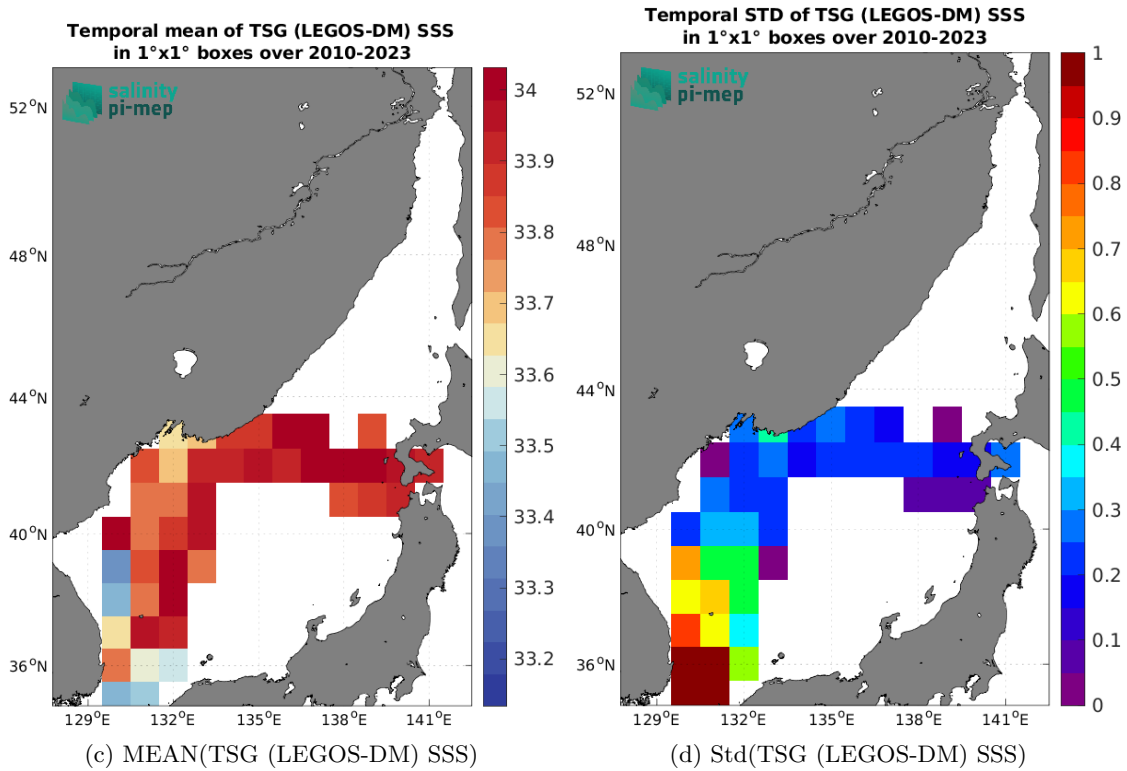 Temporal mean of TSG (LEGOS-DM) SSS
in 1°x1° boxes over 2010-2023
salinity
pi-mep
52°N
48°N
44°N
40°N
36°N
129°E
132°E
135°E
138°E
141°E
34
33.9
33.8
33.7
33.6
33.5
33.4
33.3
33.2
(c) MEAN(TSG (LEGOS-DM) SSS)
Temporal STD of TSG (LEGOS-DM) SSS
in 1°x1° boxes over 2010-2023
salinity
pi-mep
52°N
48°N
44°N
40°N
36°N
129°E
132°E
135°E
138°E
141°E
1
0.9
0.8
0.7
0.6
0.5
0.4
0.3
0.2
0.1
0
(d) Std(TSG (LEGOS-DM) SSS)